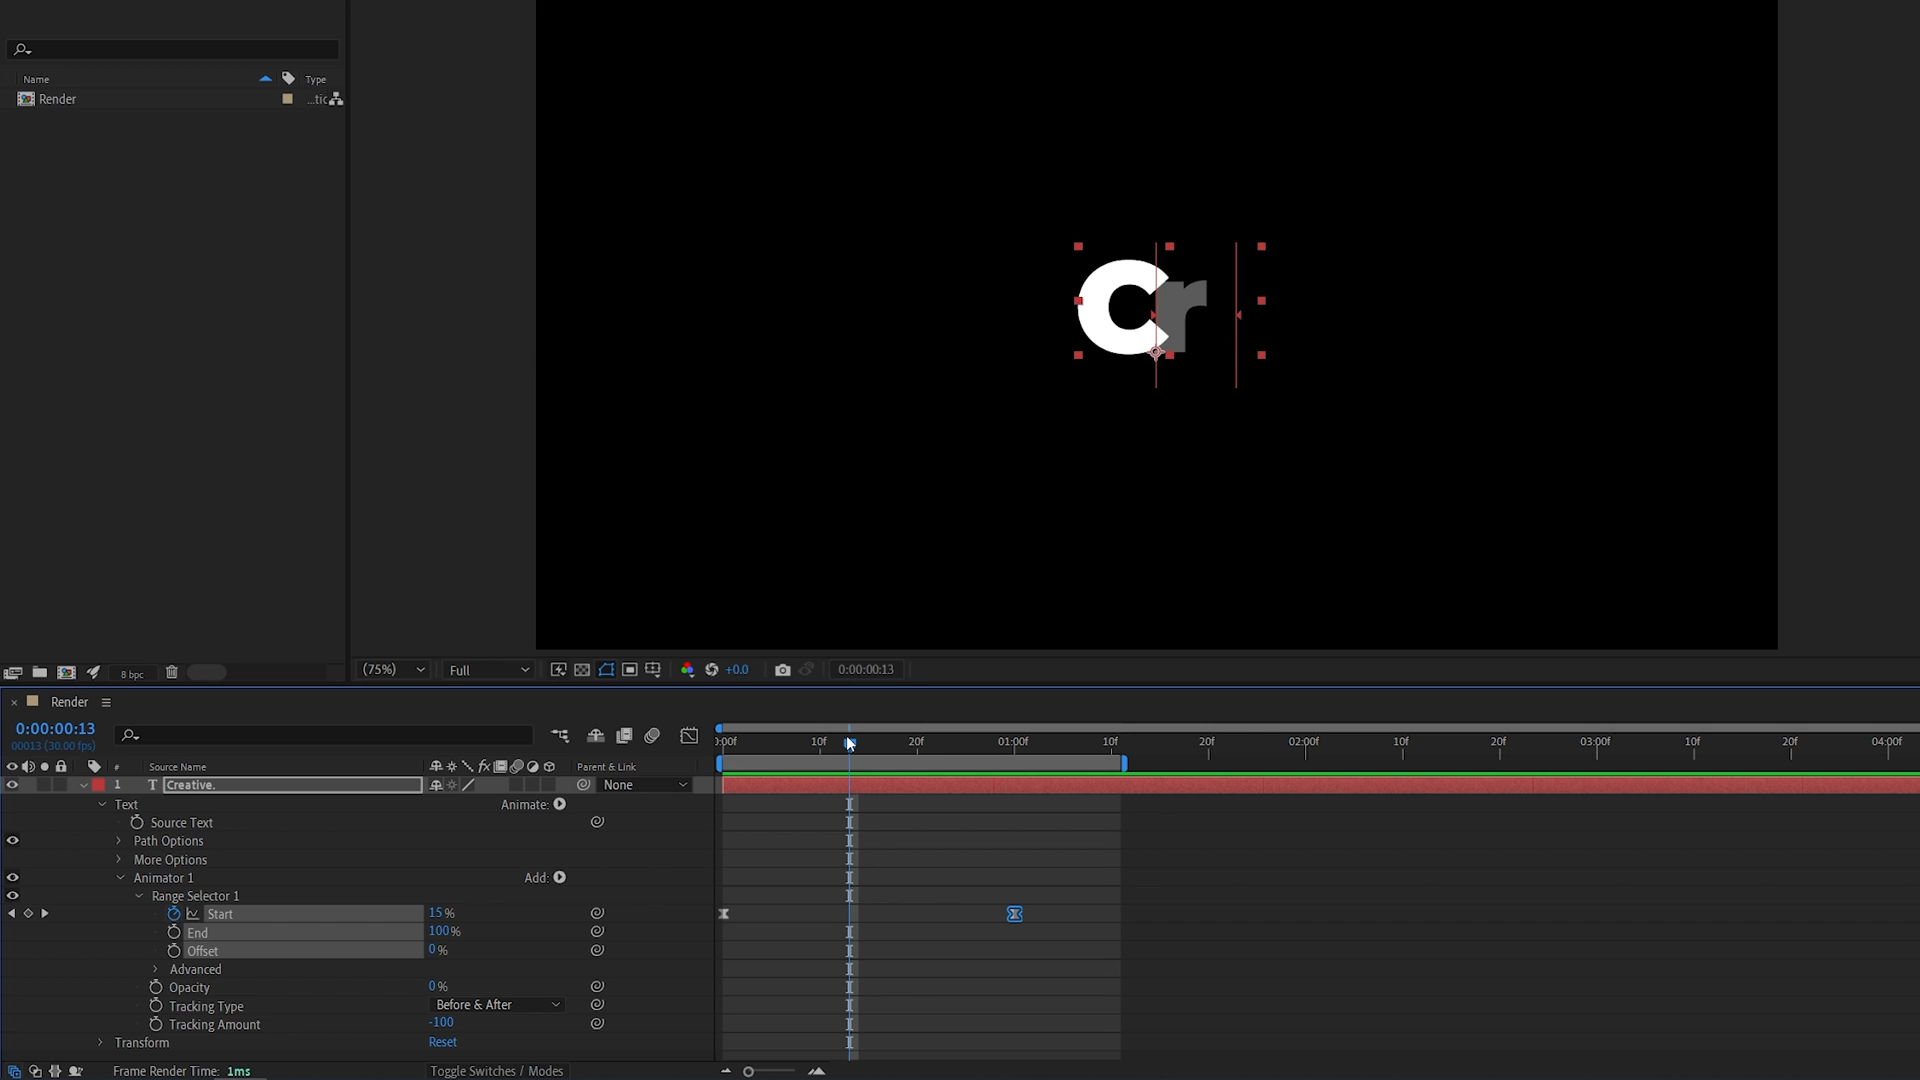 Name Type
Render ...tic
Cr
8 bpc
(75%) Full +0.0 0:00:00:13
Render
0:00:00:13
00013 (30.00 fps)
:00f 10f 20f 01:00f 10f 20f 02:00f 10f 20f 03:00f 10f 20f 04:00f
# Source Name fx Parent & Link
1 T Creative. None
Text Animate:
Source Text
Path Options
More Options
Animator 1 Add:
Range Selector 1
Start 15%
End 100%
Offset 0%
Advanced
Opacity 0%
Tracking Type Before & After
Tracking Amount -100
Transform Reset
Frame Render Time: 1ms Toggle Switches / Modes